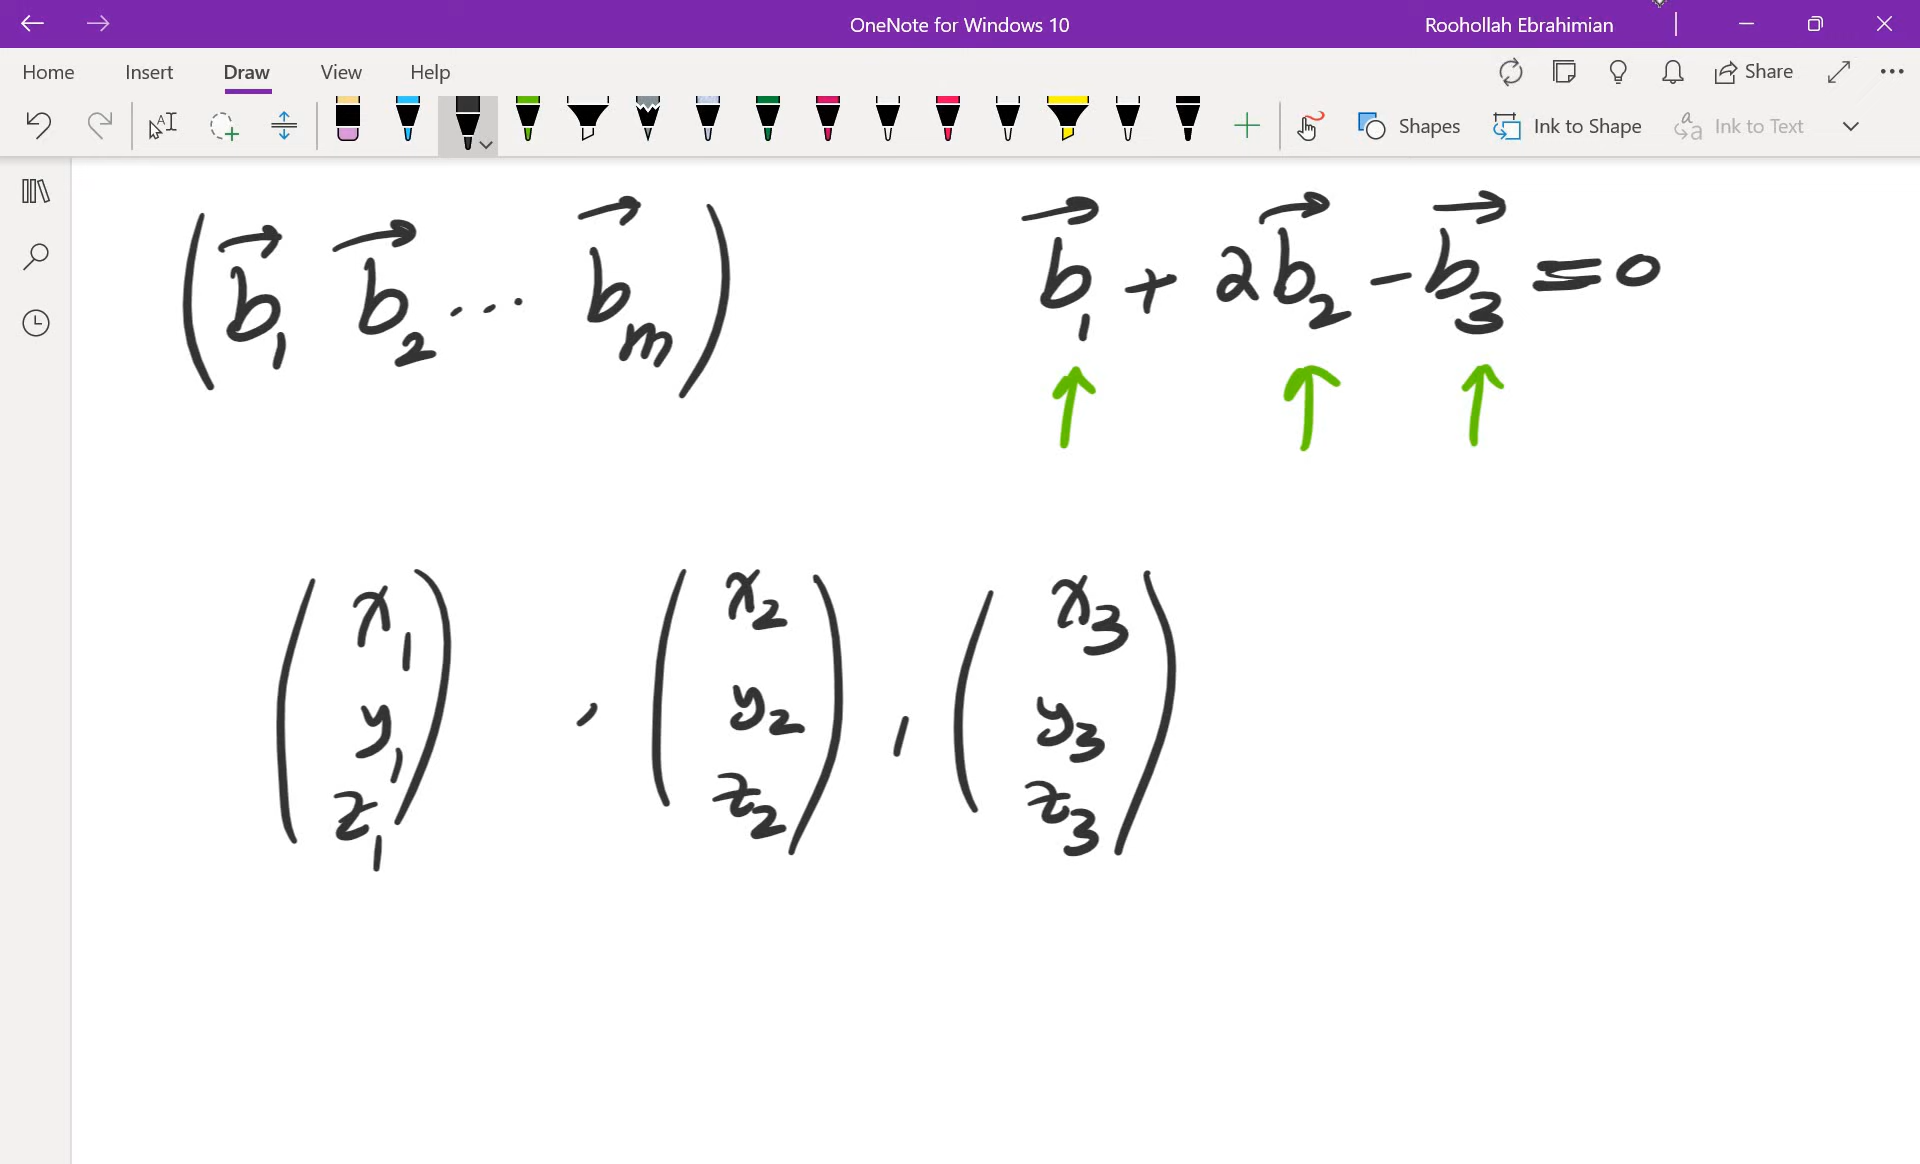 OneNote for Windows 10
Roohollah Ebrahimian
Home Insert Draw View Help
Share
Shapes Ink to Shape Ink to Text
(b⃗₁ b⃗₂ ... b⃗ₘ)
b⃗₁ + 2b⃗₂ - b⃗₃ = 0
(x₁ y₁ z₁) , (x₂ y₂ z₂) , (x₃ y₃ z₃)